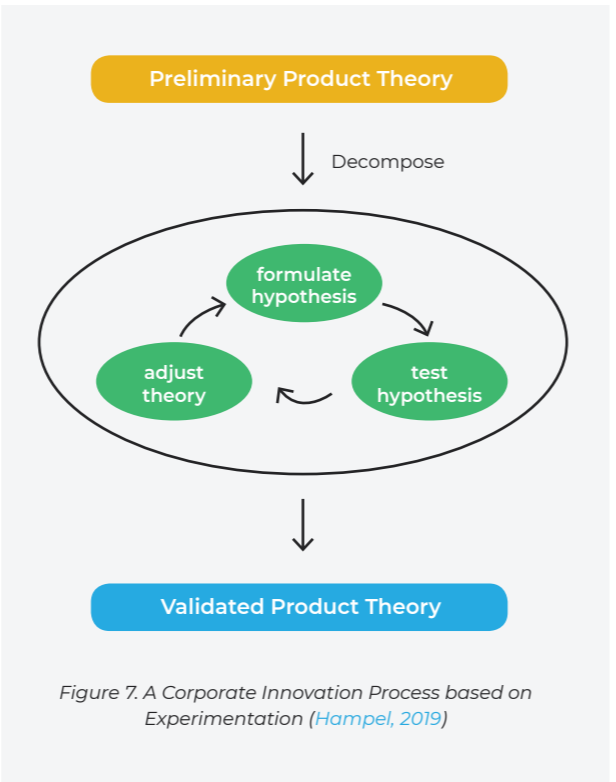 Preliminary Product Theory
Decompose
formulate
hypothesis
adjust
theory
test
hypothesis
Validated Product Theory
Figure 7. A Corporate Innovation Process based on
Experimentation (Hampel, 2019)